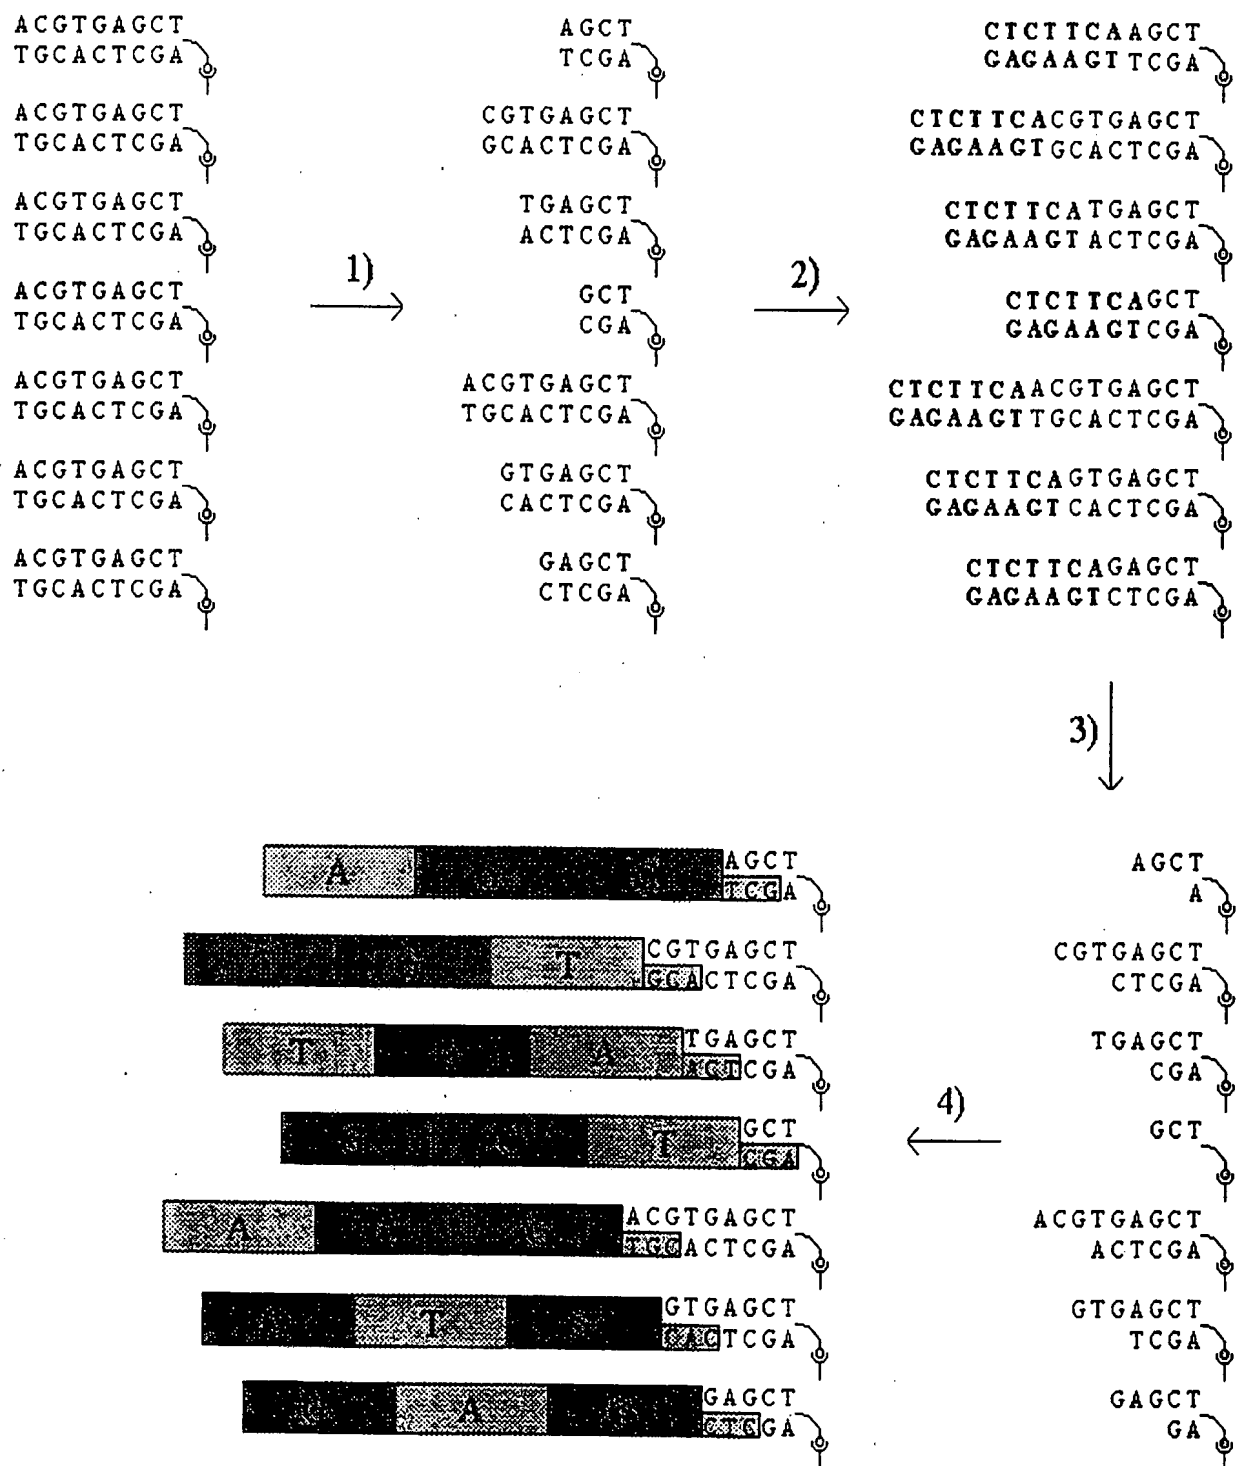 ACGTGAGCT
TGCACTCGA
ACGTGAGCT
TGCACTCGA
ACGTGAGCT
TGCACTCGA
ACGTGAGCT
TGCACTCGA
ACGTGAGCT
TGCACTCGA
ACGTGAGCT
TGCACTCGA
ACGTGAGCT
TGCACTCGA
1)
AGCT
TCGA
CGTGAGCT
GCACTCGA
TGAGCT
ACTCGA
GCT
CGA
ACGTGAGCT
TGCACTCGA
GTGAGCT
CACTCGA
GAGCT
CTCGA
2)
CTCTTCAAGCT
GAGAAGTTCGA
CTCTTCACGTGAGCT
GAGAAGTGCACTCGA
CTCTTCATGAGCT
GAGAAGTACTCGA
CTCTTCAGCT
GAGAAGTCGA
CTCTTCAACGTGAGCT
GAGAAGTTGCACTCGA
CTCTTCAGTGAGCT
GAGAAGTCACTCGA
CTCTTCAGAGCT
GAGAAGTCTCGA
3)
AGCT
A
CGTGAGCT
CTCGA
TGAGCT
CGA
GCT
ACGTGAGCT
ACTCGA
GTGAGCT
TCGA
GAGCT
GA
4)
A
AGCT
TCGA
T
CGTGAGCT
GCACTCGA
T A
TGAGCT
ACTCGA
T
GCT
CGA
A
ACGTGAGCT
TGCACTCGA
T
GTGAGCT
CACTCGA
A
GAGCT
CTCGA